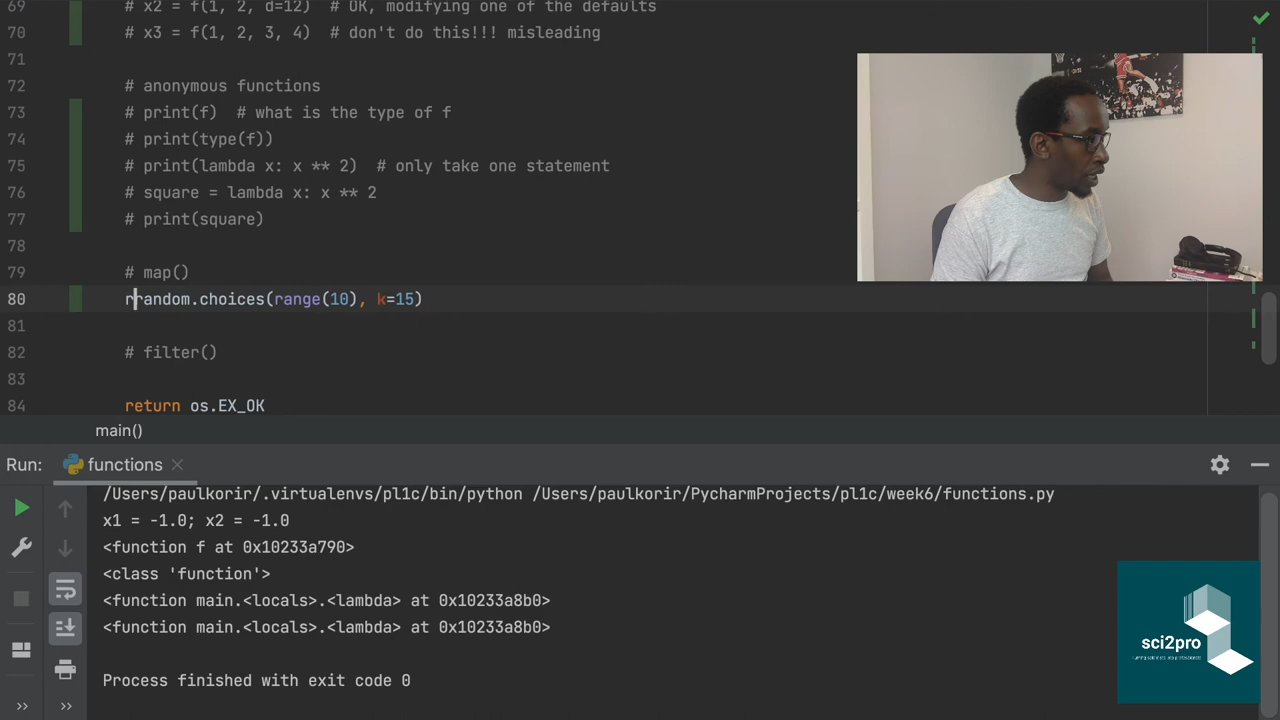 69 # x2 = f(1, 2, d=12) # OK, modifying one of the defaults
70 # x3 = f(1, 2, 3, 4) # don't do this!!! misleading
71
72 # anonymous functions
73 # print(f) # what is the type of f
74 # print(type(f))
75 # print(lambda x: x ** 2) # only take one statement
76 # square = lambda x: x ** 2
77 # print(square)
78
79 # map()
80 rrandom.choices(range(10), k=15)
81
82 # filter()
83
84 return os.EX_OK
main()
Run: functions
/Users/paulkorir/.virtualenvs/pl1c/bin/python /Users/paulkorir/PycharmProjects/pl1c/week6/functions.py
x1 = -1.0; x2 = -1.0
<function f at 0x10233a790>
<class 'function'>
<function main.<locals>.<lambda> at 0x10233a8b0>
<function main.<locals>.<lambda> at 0x10233a8b0>
Process finished with exit code 0
sci2pro